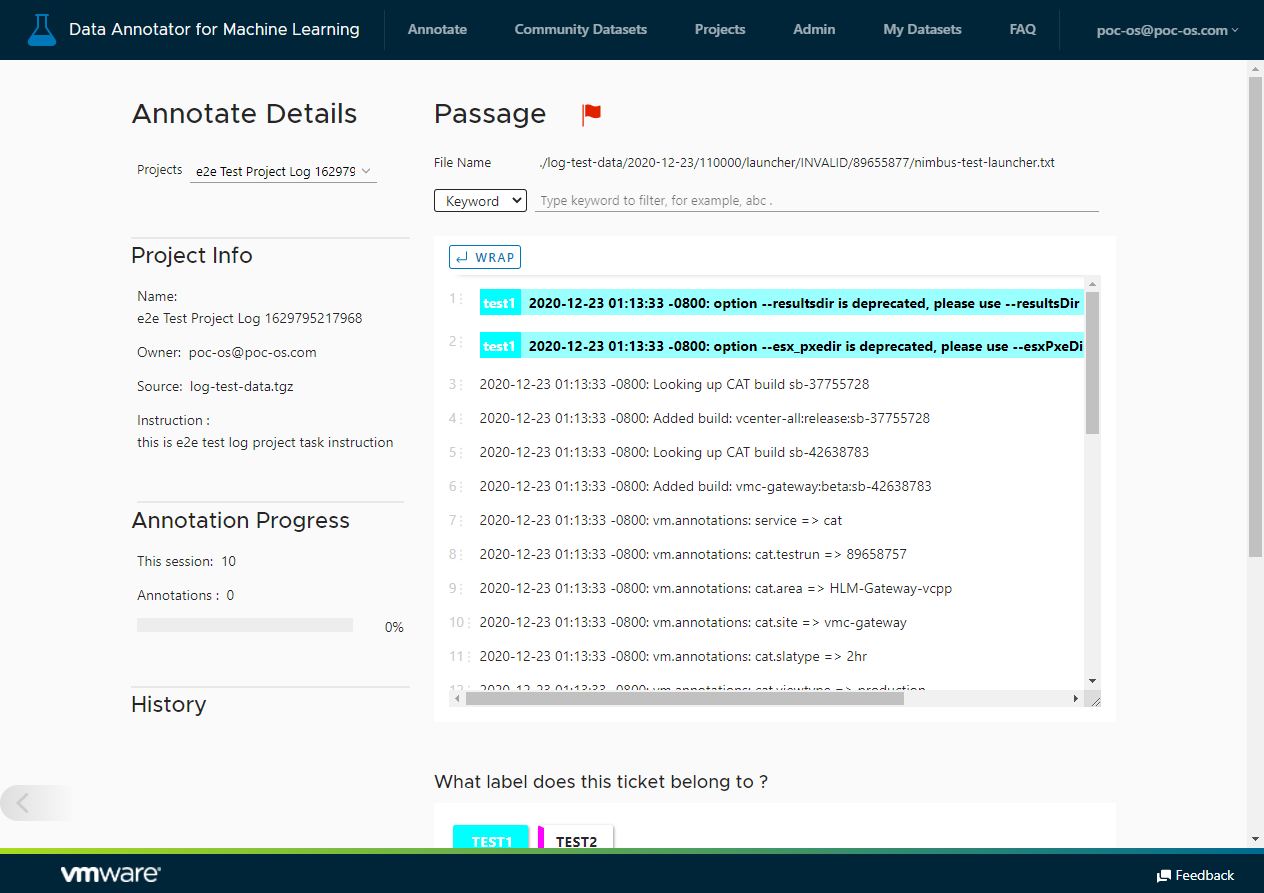 Data Annotator for Machine Learning
Annotate
Community Datasets
Projects
Admin
My Datasets
FAQ
poc-os@poc-os.com
Annotate Details
Projects
e2e Test Project Log 162979
Project Info
Name:
e2e Test Project Log 1629795217968
Owner: poc-os@poc-os.com
Source: log-test-data.tgz
Instruction :
this is e2e test log project task instruction
Annotation Progress
This session: 10
Annotations : 0
0%
History
Passage
File Name ./log-test-data/2020-12-23/110000/launcher/INVALID/89655877/nimbus-test-launcher.txt
Keyword
Type keyword to filter, for example, abc .
WRAP
1 test1 2020-12-23 01:13:33 -0800: option --resultsdir is deprecated, please use --resultsDir
2 test1 2020-12-23 01:13:33 -0800: option --esx_pxedir is deprecated, please use --esxPxeDi
3 2020-12-23 01:13:33 -0800: Looking up CAT build sb-37755728
4 2020-12-23 01:13:33 -0800: Added build: vcenter-all:release:sb-37755728
5 2020-12-23 01:13:33 -0800: Looking up CAT build sb-42638783
6 2020-12-23 01:13:33 -0800: Added build: vmc-gateway:beta:sb-42638783
7 2020-12-23 01:13:33 -0800: vm.annotations: service => cat
8 2020-12-23 01:13:33 -0800: vm.annotations: cat.testrun => 89658757
9 2020-12-23 01:13:33 -0800: vm.annotations: cat.area => HLM-Gateway-vcpp
10 2020-12-23 01:13:33 -0800: vm.annotations: cat.site => vmc-gateway
11 2020-12-23 01:13:33 -0800: vm.annotations: cat.slatype => 2hr
12 2020-12-23 01:13:33 -0800: vm.annotations: cat.viewtype => production
What label does this ticket belong to ?
TEST1
TEST2
vmware
Feedback